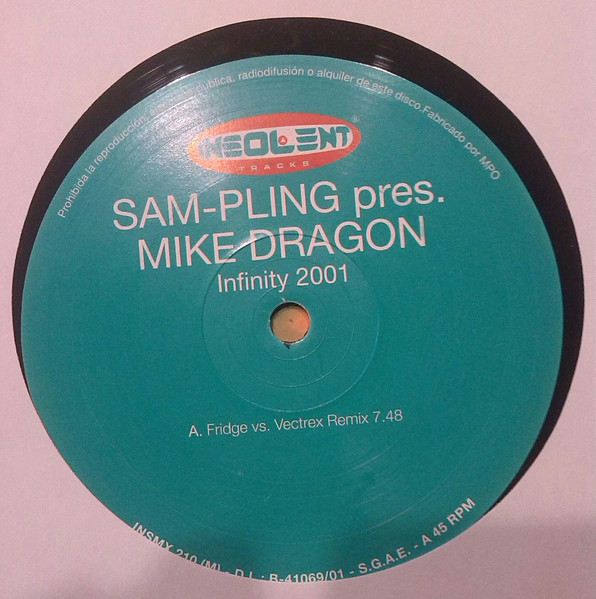 Prohibida la reproducción, pública, radiodifusión o alquiler de este disco. Fabricado por MPO
INSOLENT
TRACKS
SAM-PLING pres.
MIKE DRAGON
Infinity 2001
A. Fridge vs. Vectrex Remix 7.48
INSMX 210 (M) - D.L.: B-41069/01 - S.G.A.E. - A 45 RPM